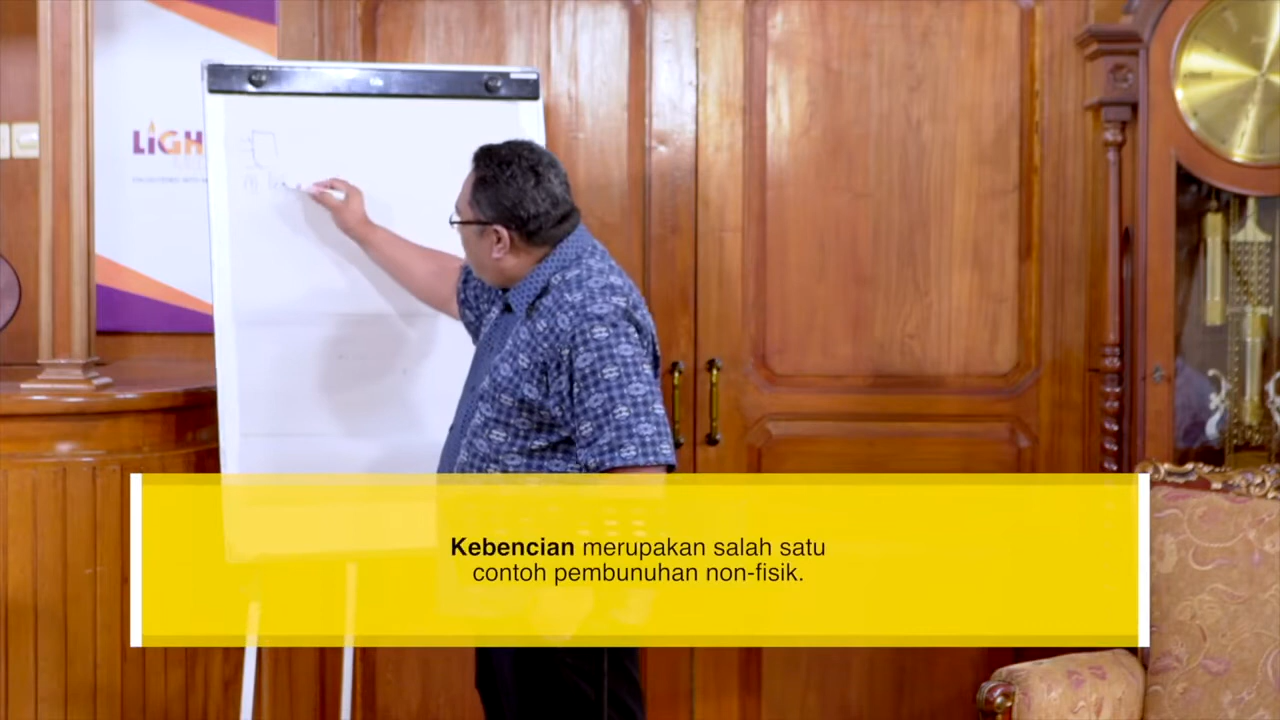 LiGH
Kebencian merupakan salah satu
contoh pembunuhan non-fisik.